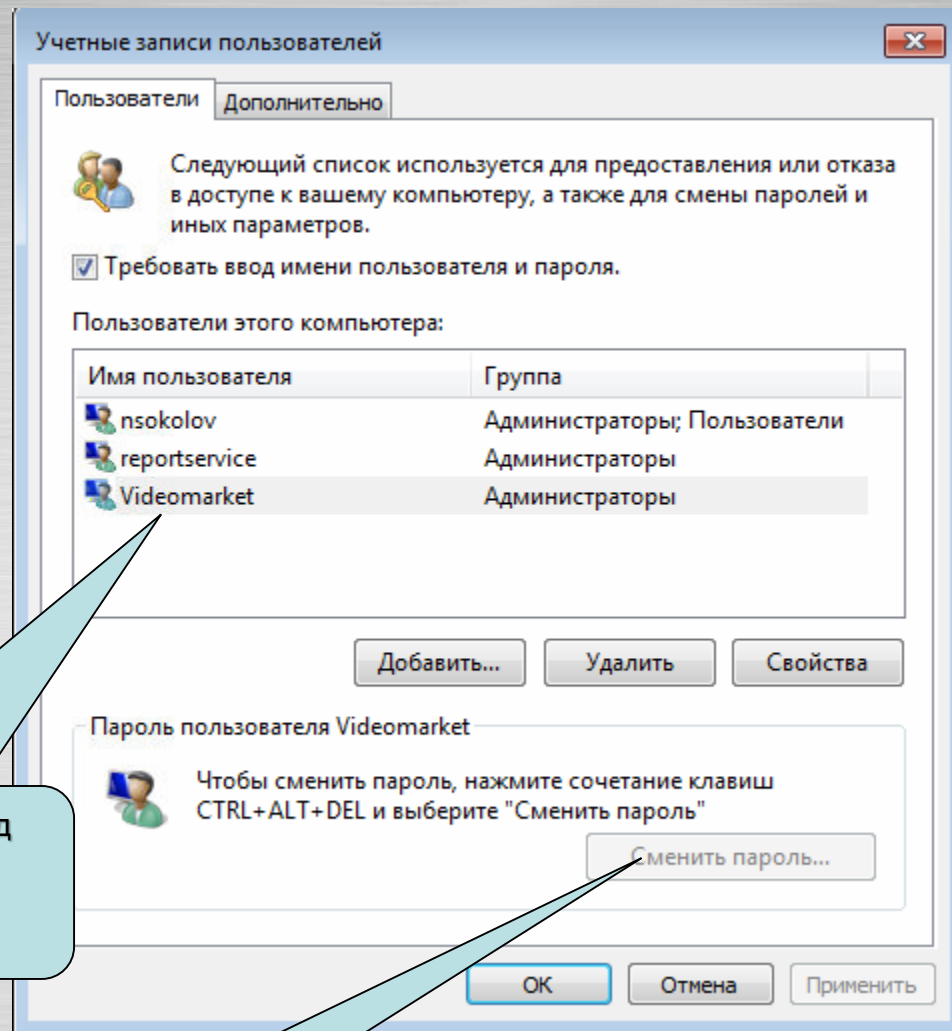 Учетные записи пользователей
Пользователи
Дополнительно
Следующий список используется для предоставления или отказа
в доступе к вашему компьютеру, а также для смены паролей и
иных параметров.
Требовать ввод имени пользователя и пароля.
Пользователи этого компьютера:
Имя пользователя Группа
nsokolov Администраторы; Пользователи
reportservice Администраторы
Videomarket Администраторы
Добавить... Удалить Свойства
Пароль пользователя Videomarket
Чтобы сменить пароль, нажмите сочетание клавиш
CTRL+ALT+DEL и выберите "Сменить пароль"
Сменить пароль...
ОК Отмена Применить